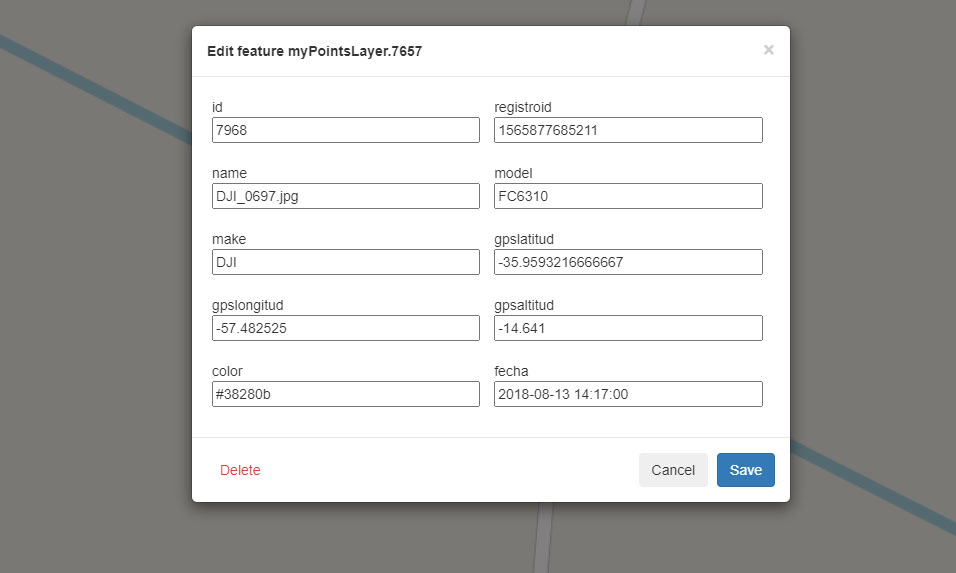 Edit feature myPointsLayer.7657 ×
id registroid
7968 1565877685211
name model
DJI_0697.jpg FC6310
make gpslatitud
DJI -35.9593216666667
gpslongitud gpsaltitud
-57.482525 -14.641
color fecha
#38280b 2018-08-13 14:17:00
Delete Cancel Save